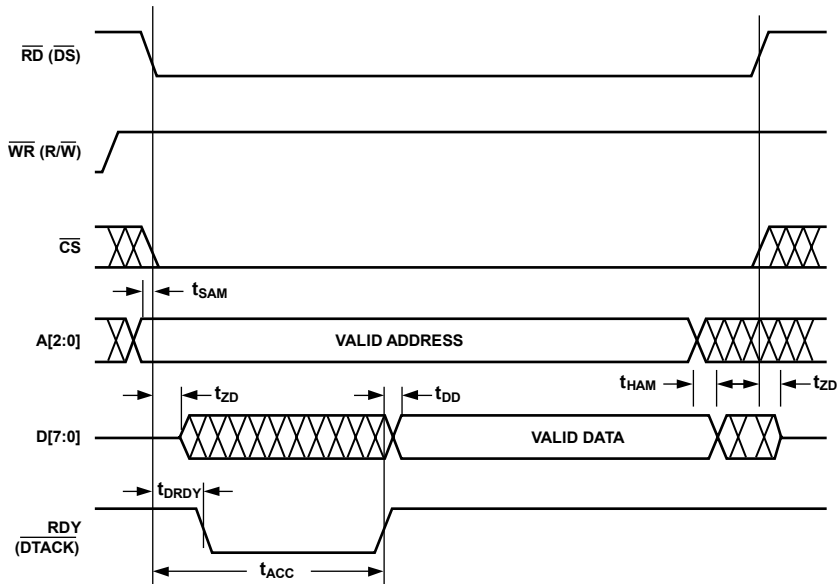 RD (DS)
WR (R/W)
CS
tSAM
A[2:0]
VALID ADDRESS
tHAM
tZD
tZD
tDD
D[7:0]
VALID DATA
tDRDY
RDY
(DTACK)
tACC